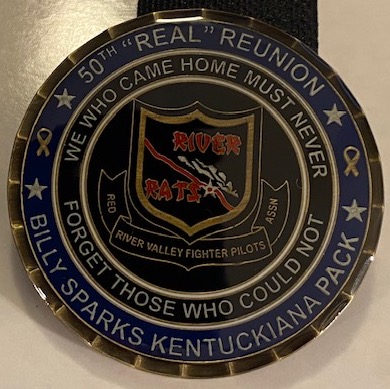 50TH "REAL" REUNION
WE WHO CAME HOME MUST NEVER
RIVER
RATS
RED
RIVER VALLEY FIGHTER PILOTS
ASSN
FORGET THOSE WHO COULD NOT
BILLY SPARKS KENTUCKIANA PACK